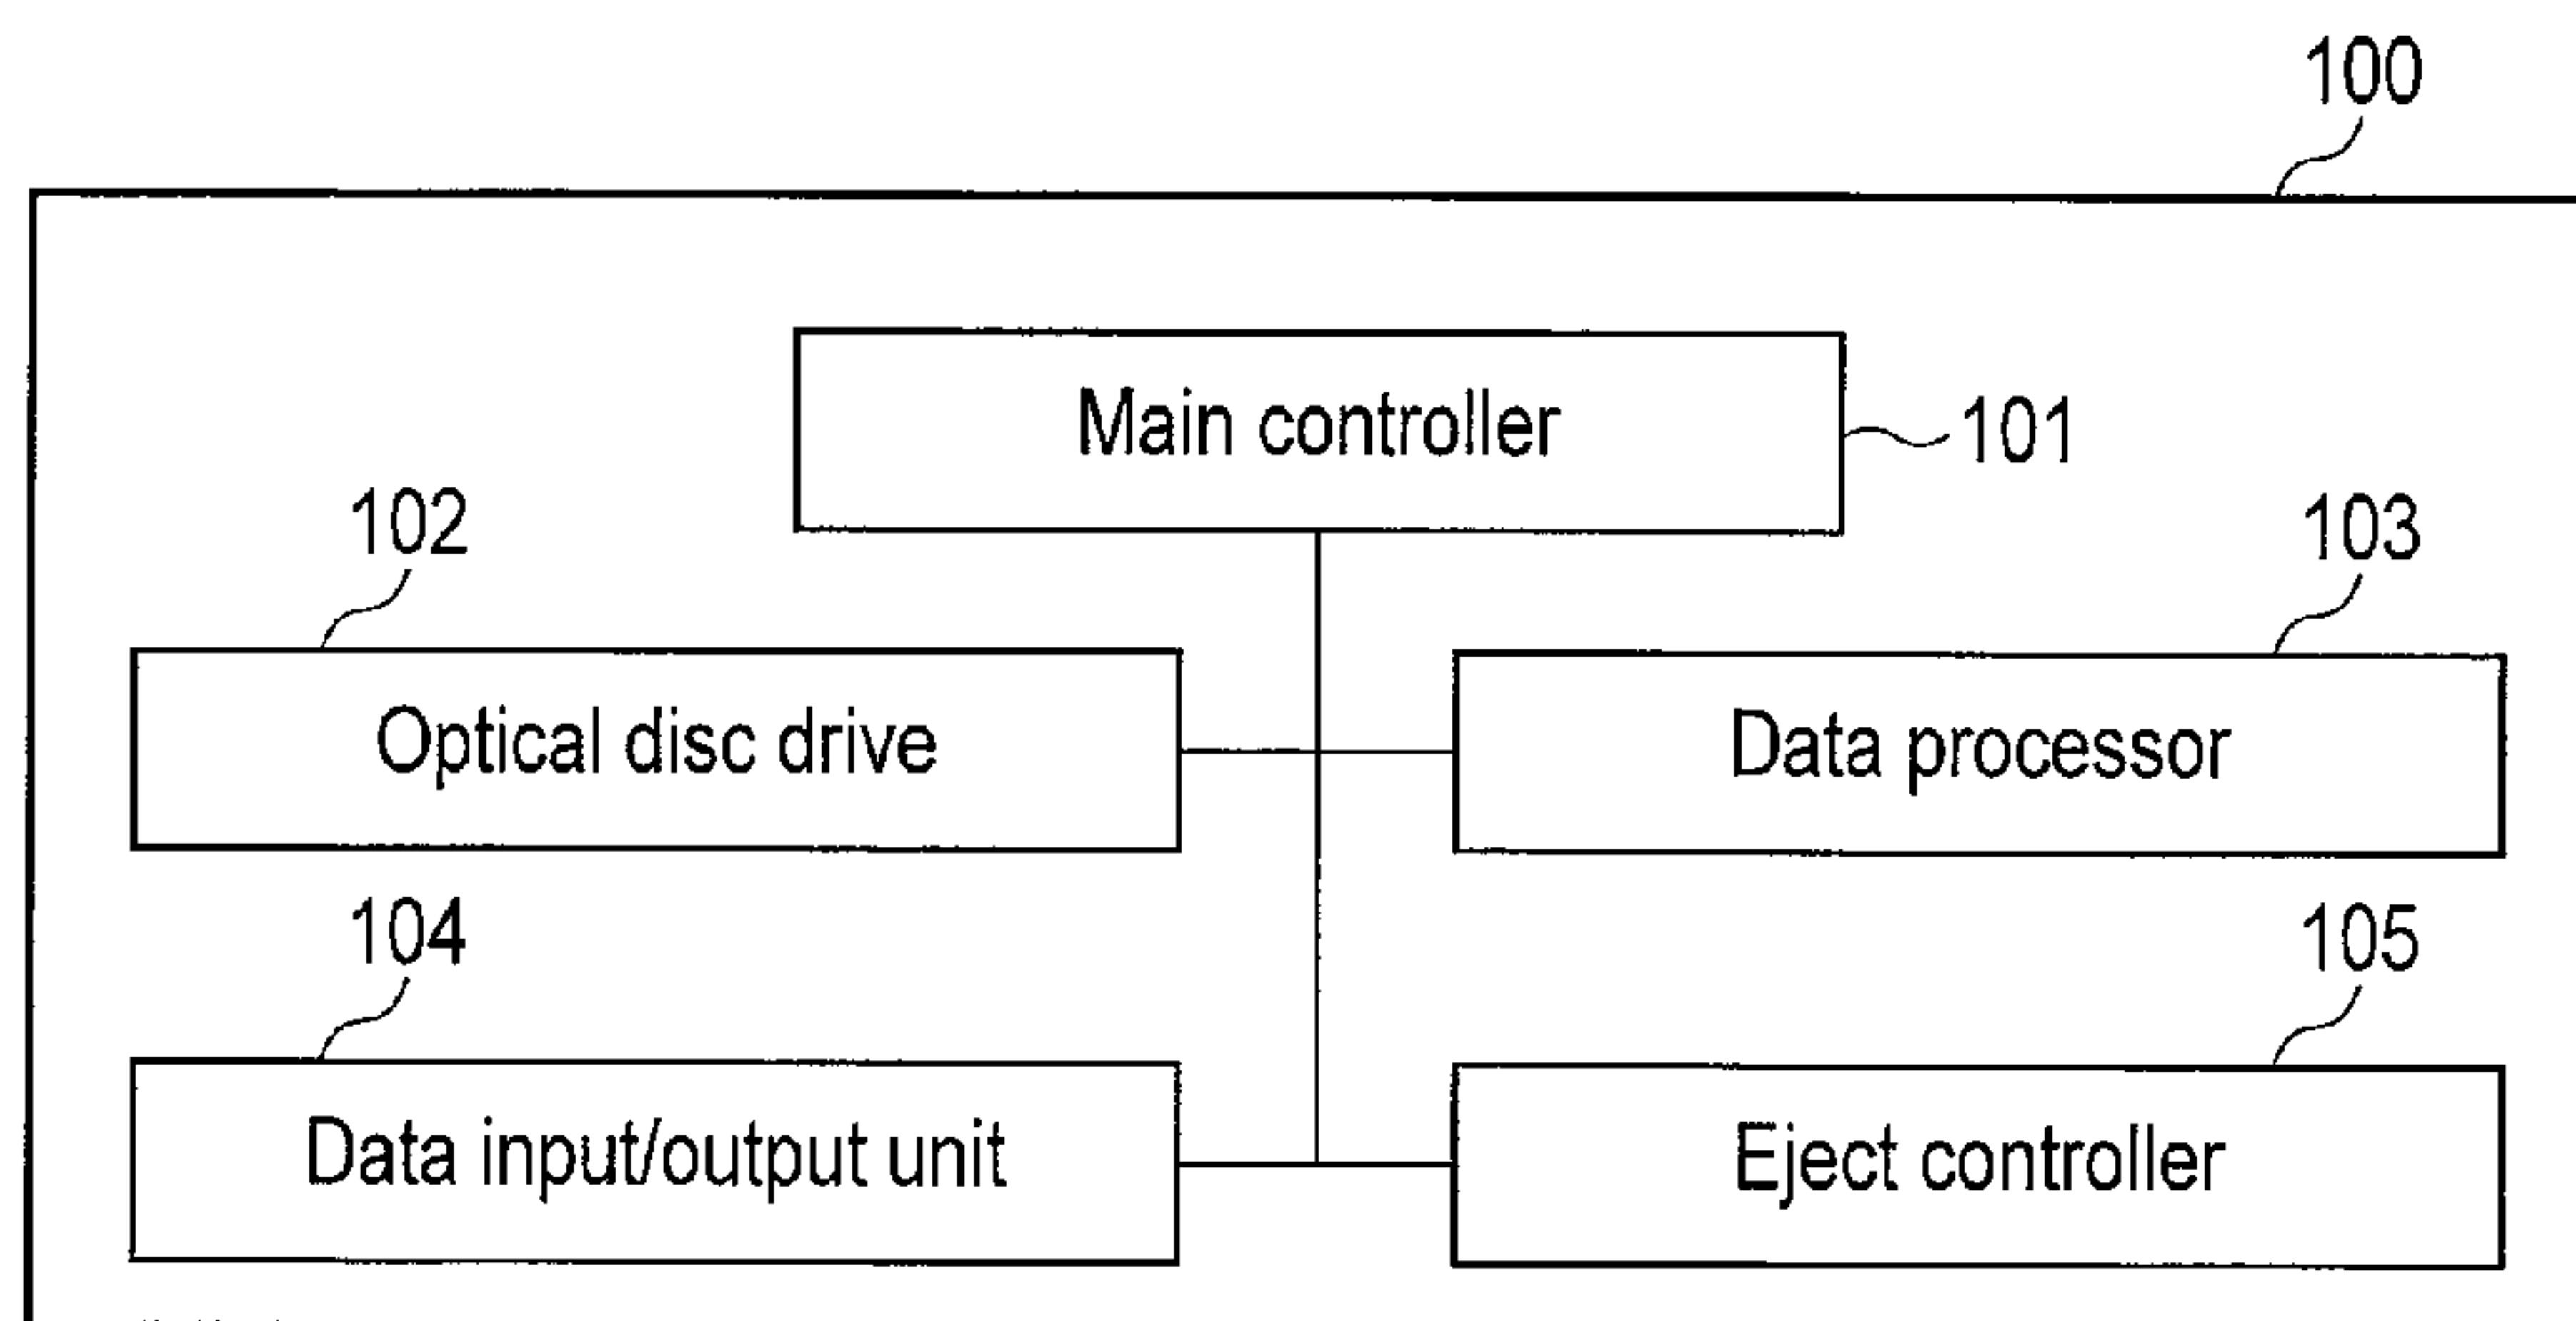 100
Main controller
101
102
103
Optical disc drive
Data processor
104
105
Data input/output unit
Eject controller